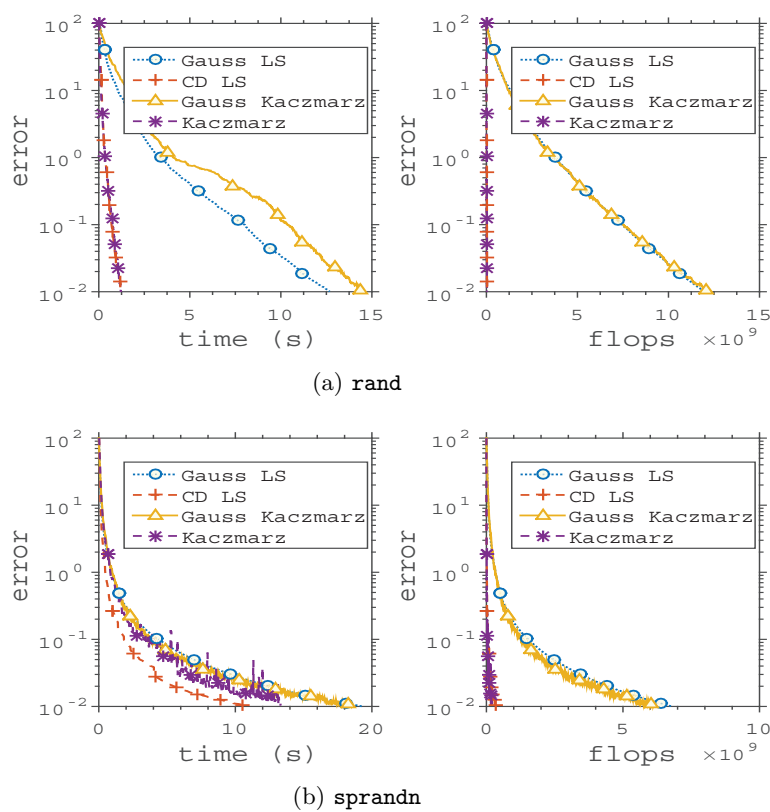 10^2
10^1
10^0
10^-1
10^-2
error
0 5 10 15
time (s)
Gauss LS
CD LS
Gauss Kaczmarz
Kaczmarz
10^2
10^1
10^0
10^-1
10^-2
error
0 5 10 15
flops ×10^9
Gauss LS
CD LS
Gauss Kaczmarz
Kaczmarz
(a) rand
10^2
10^1
10^0
10^-1
10^-2
error
0 10 20
time (s)
Gauss LS
CD LS
Gauss Kaczmarz
Kaczmarz
10^2
10^1
10^0
10^-1
10^-2
error
0 5 10
flops ×10^9
Gauss LS
CD LS
Gauss Kaczmarz
Kaczmarz
(b) sprandn